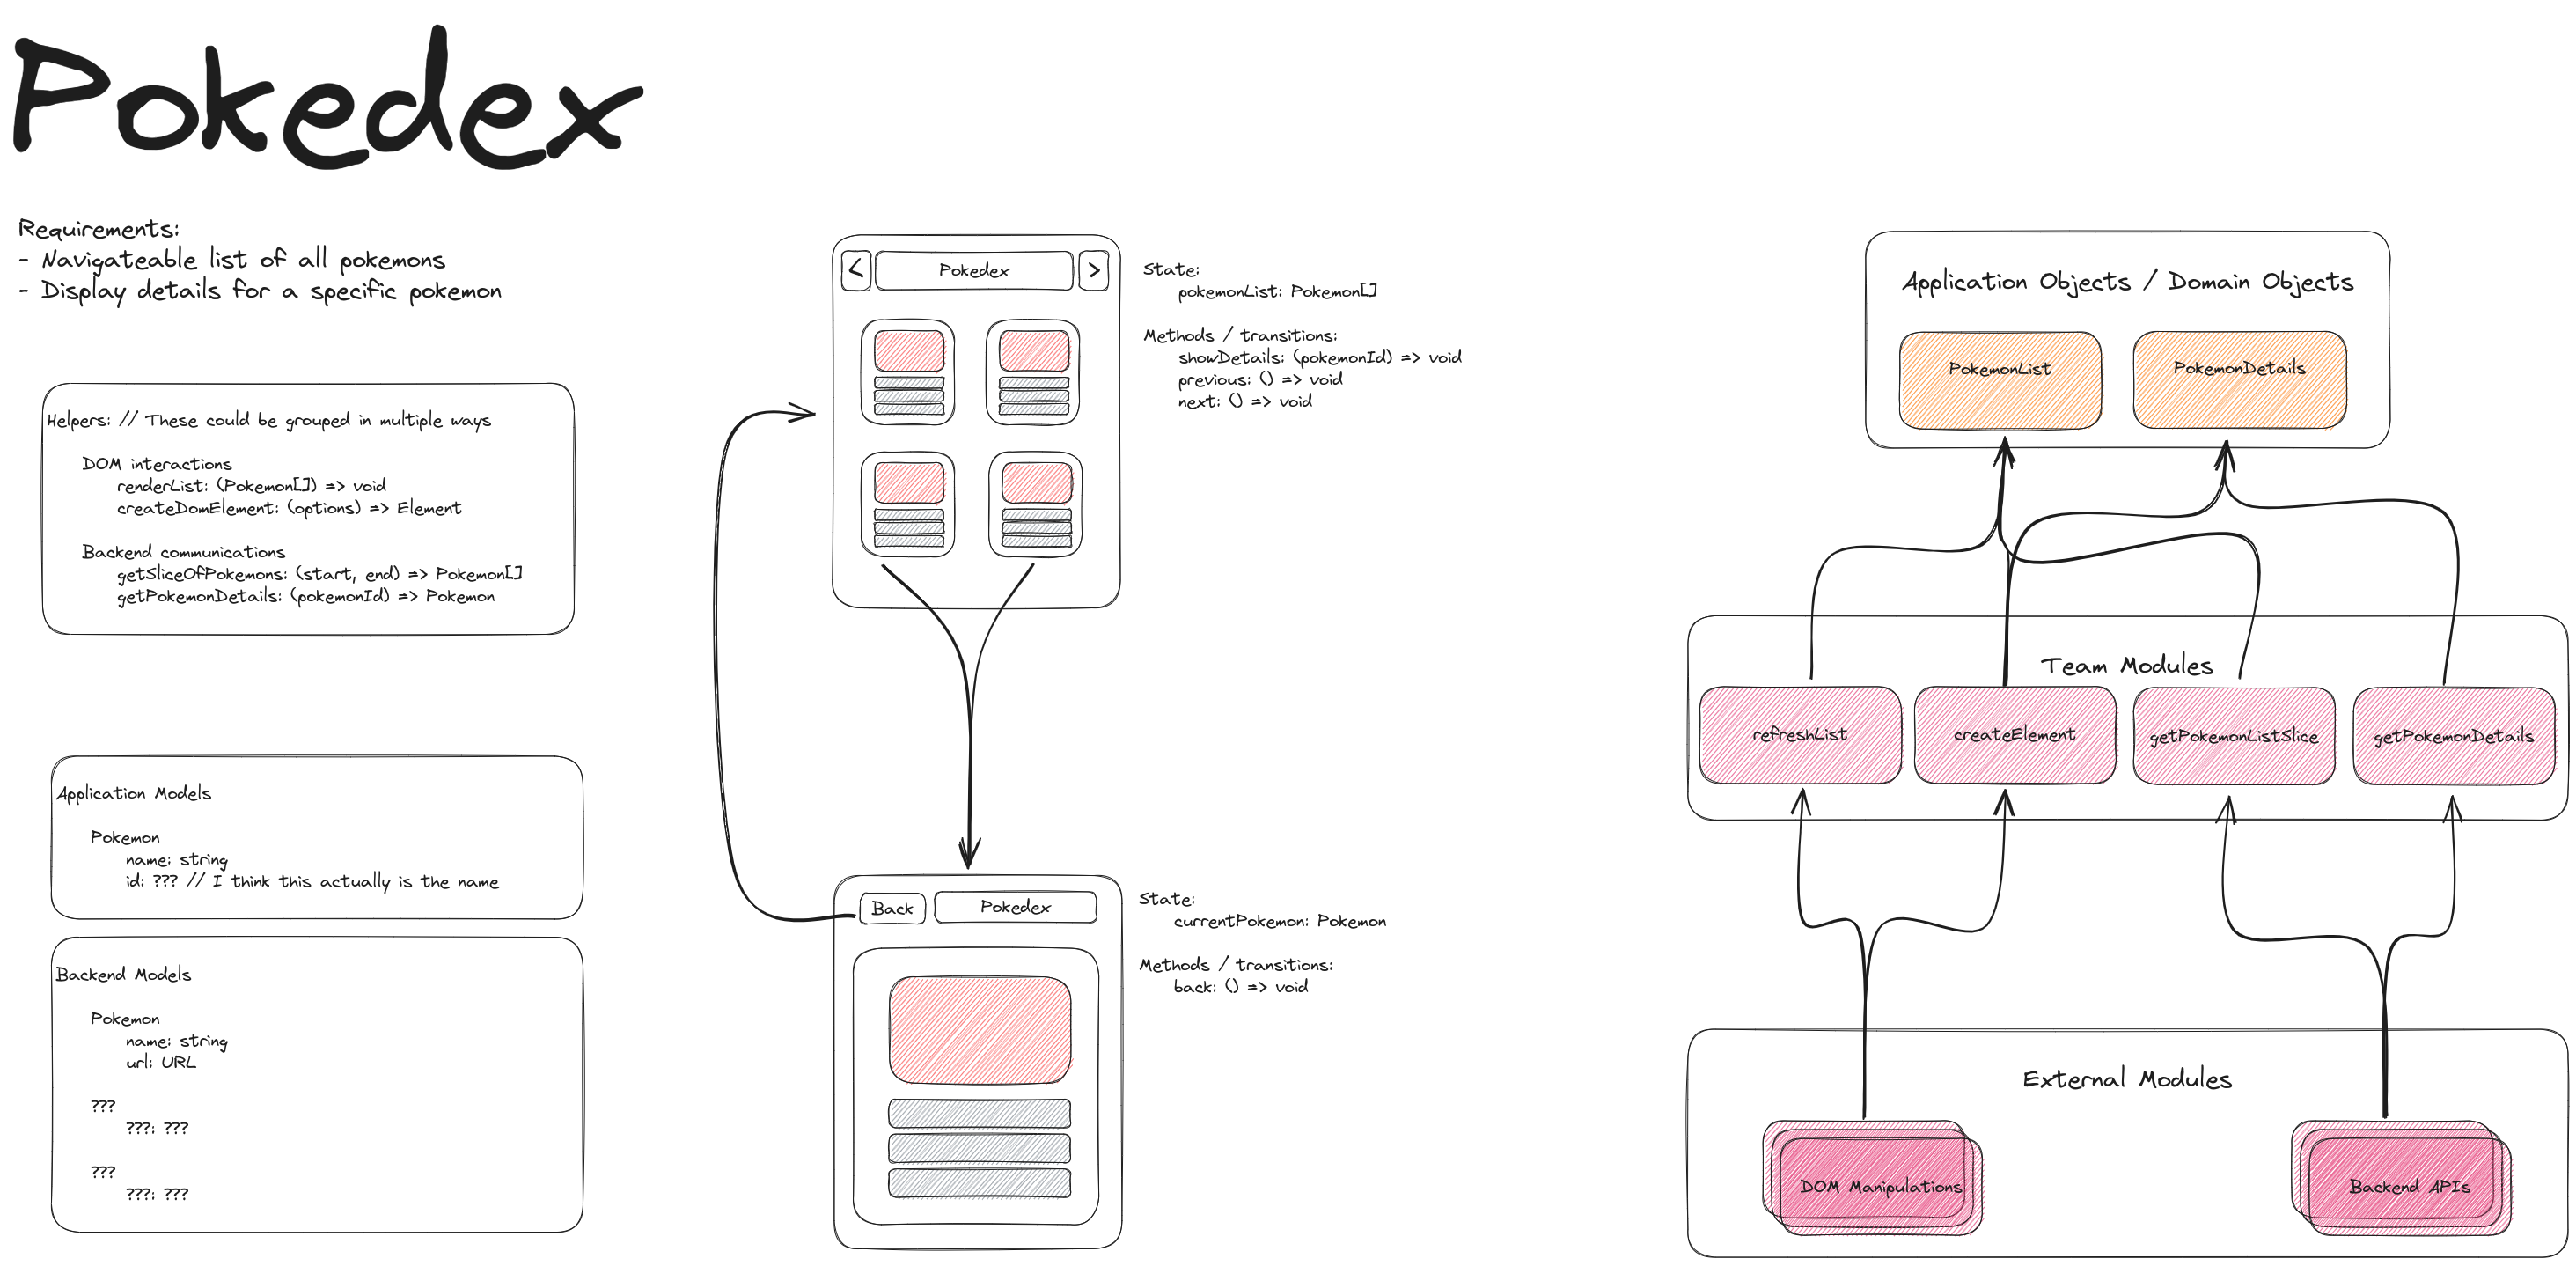 Pokedex
Requirements:
- Navigateable list of all pokemons
- Display details for a specific pokemon
Helpers: // These could be grouped in multiple ways
DOM interactions
renderList: (Pokemon[]) => void
createDomElement: (options) => Element
Backend communications
getSliceOfPokemons: (start, end) => Pokemon[]
getPokemonDetails: (pokemonId) => Pokemon
Application Models
Pokemon
name: string
id: ??? // I think this actually is the name
Backend Models
Pokemon
name: string
url: URL
???
???: ???
???
???: ???
< Pokedex >
State:
pokemonList: Pokemon[]
Methods / transitions:
showDetails: (pokemonId) => void
previous: () => void
next: () => void
Back Pokedex
State:
currentPokemon: Pokemon
Methods / transitions:
back: () => void
Application Objects / Domain Objects
PokemonList PokemonDetails
Team Modules
refreshList createElement getPokemonListSlice getPokemonDetails
External Modules
DOM Manipulations Backend APIs